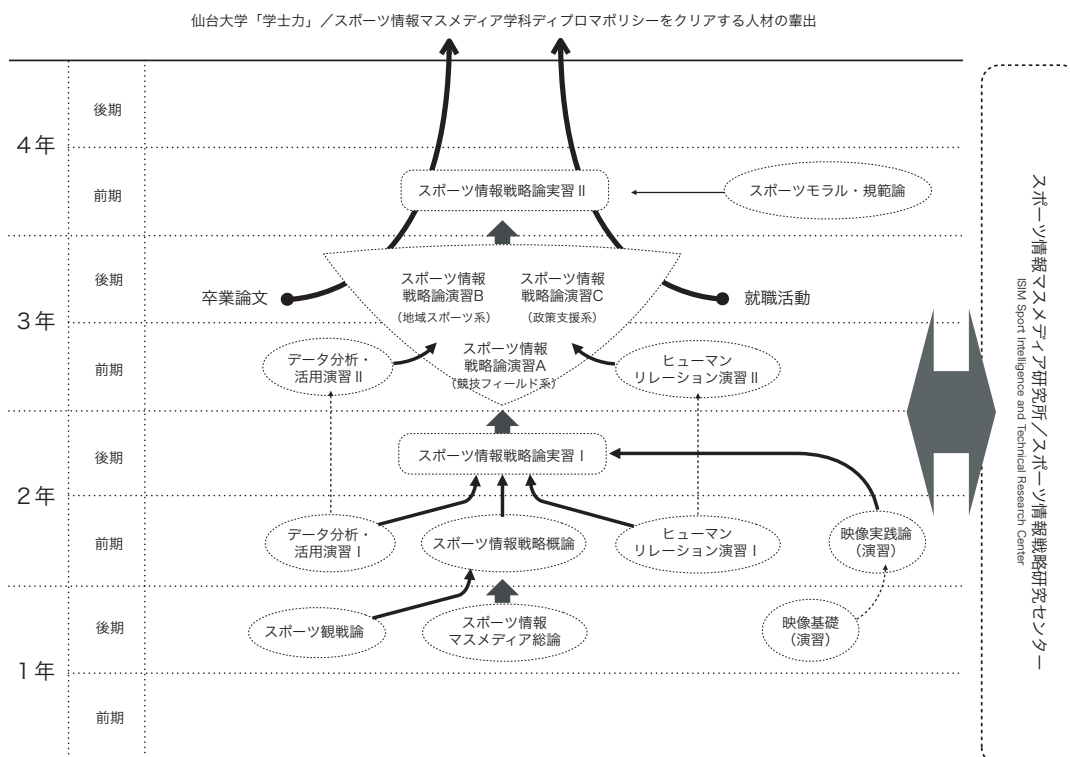 仙台大学「学士力」／スポーツ情報マスメディア学科ディプロマポリシーをクリアする人材の輩出
後期
4年
前期
スポーツ情報戦略論実習Ⅱ
スポーツモラル・規範論
後期
3年
前期
卒業論文
スポーツ情報
戦略論演習B
（地域スポーツ系）
スポーツ情報
戦略論演習C
（政策支援系）
就職活動
データ分析・
活用演習Ⅱ
スポーツ情報
戦略論演習A
（競技フィールド系）
ヒューマン
リレーション演習Ⅱ
後期
2年
前期
スポーツ情報戦略論実習Ⅰ
データ分析・
活用演習Ⅰ
スポーツ情報戦略概論
ヒューマン
リレーション演習Ⅰ
映像実践論
（演習）
後期
1年
前期
スポーツ観戦論
スポーツ情報
マスメディア総論
映像基礎
（演習）
スポーツ情報マスメディア研究所／スポーツ情報戦略研究センター
ISIM Sport Intelligence and Technical Research Center